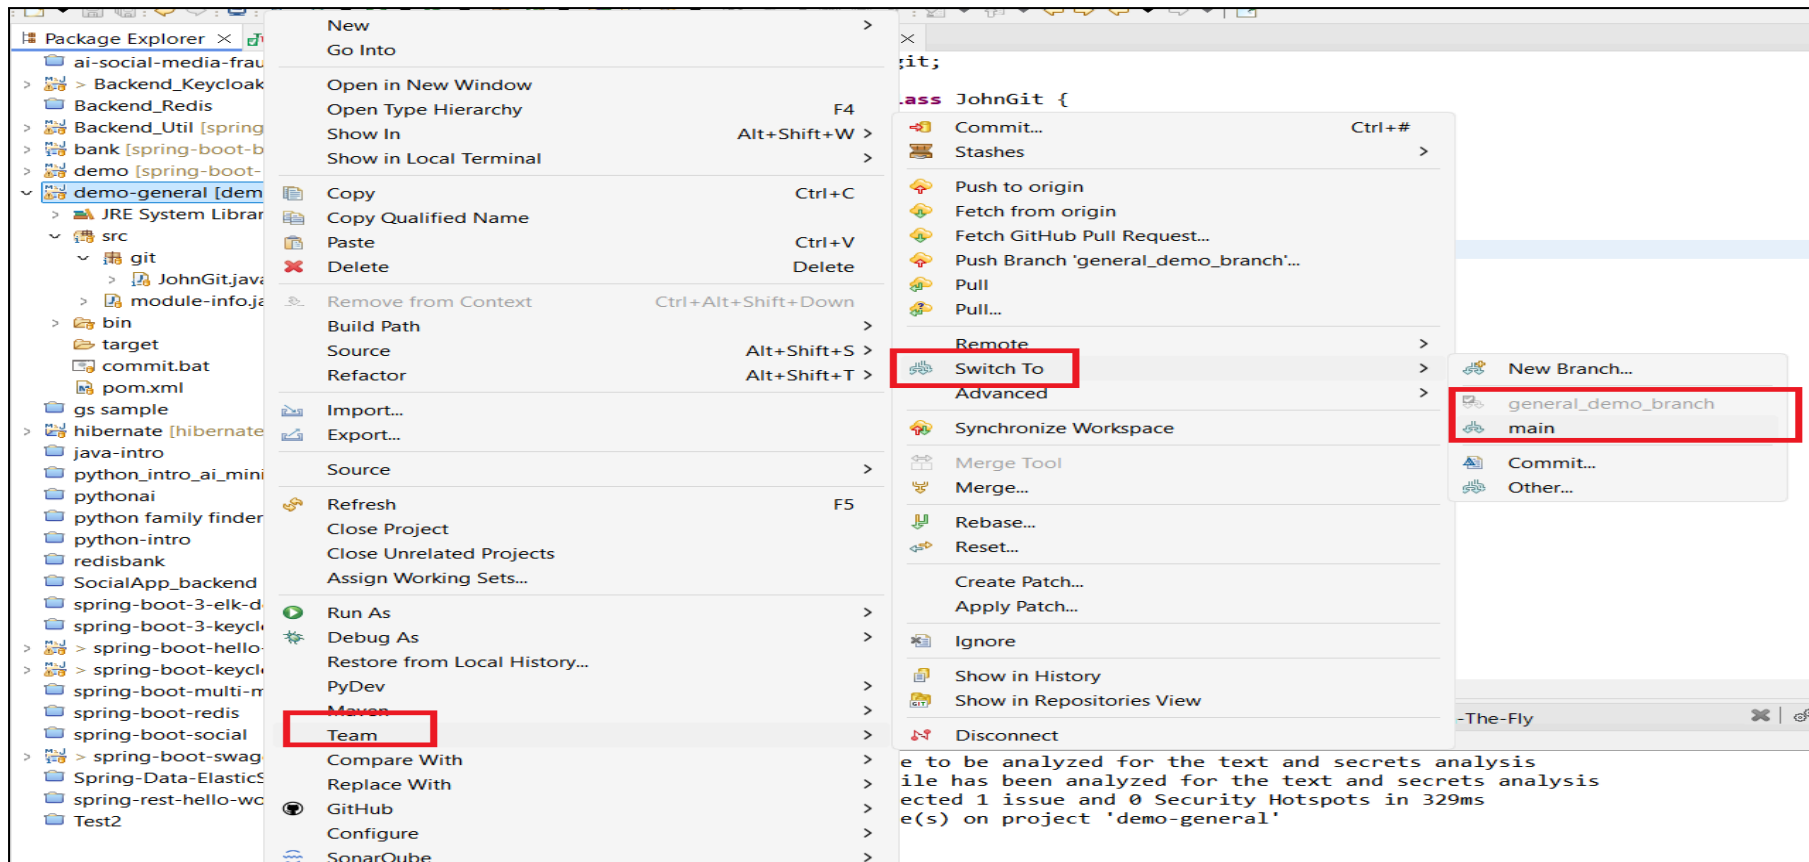 Package Explorer
ai-social-media-frau
> Backend_Keycloak
Backend_Redis
Backend_Util [spring
bank [spring-boot-b
demo [spring-boot-
demo-general [dem
JRE System Librar
src
git
JohnGit.java
module-info.ja
bin
target
commit.bat
pom.xml
gs sample
hibernate [hibernate
java-intro
python_intro_ai_mini
pythonai
python family finder
python-intro
redisbank
SocialApp_backend
spring-boot-3-elk-d
spring-boot-3-keycl
> spring-boot-hello-
> spring-boot-keycl
spring-boot-multi-m
spring-boot-redis
spring-boot-social
> spring-boot-swag
Spring-Data-ElasticS
spring-rest-hello-wo
Test2
New
Go Into
Open in New Window
Open Type Hierarchy F4
Show In Alt+Shift+W
Show in Local Terminal
Copy Ctrl+C
Copy Qualified Name
Paste Ctrl+V
Delete Delete
Remove from Context Ctrl+Alt+Shift+Down
Build Path
Source Alt+Shift+S
Refactor Alt+Shift+T
Import...
Export...
Source
Refresh F5
Close Project
Close Unrelated Projects
Assign Working Sets...
Run As
Debug As
Restore from Local History...
PyDev
Maven
Team
Compare With
Replace With
GitHub
Configure
SonarQube
git;
lass JohnGit {
Commit... Ctrl+#
Stashes
Push to origin
Fetch from origin
Fetch GitHub Pull Request...
Push Branch 'general_demo_branch'...
Pull
Pull...
Remote
Switch To
Advanced
Synchronize Workspace
Merge Tool
Merge...
Rebase...
Reset...
Create Patch...
Apply Patch...
Ignore
Show in History
Show in Repositories View
Disconnect
New Branch...
general_demo_branch
main
Commit...
Other...
-The-Fly
e to be analyzed for the text and secrets analysis
ile has been analyzed for the text and secrets analysis
ected 1 issue and 0 Security Hotspots in 329ms
e(s) on project 'demo-general'